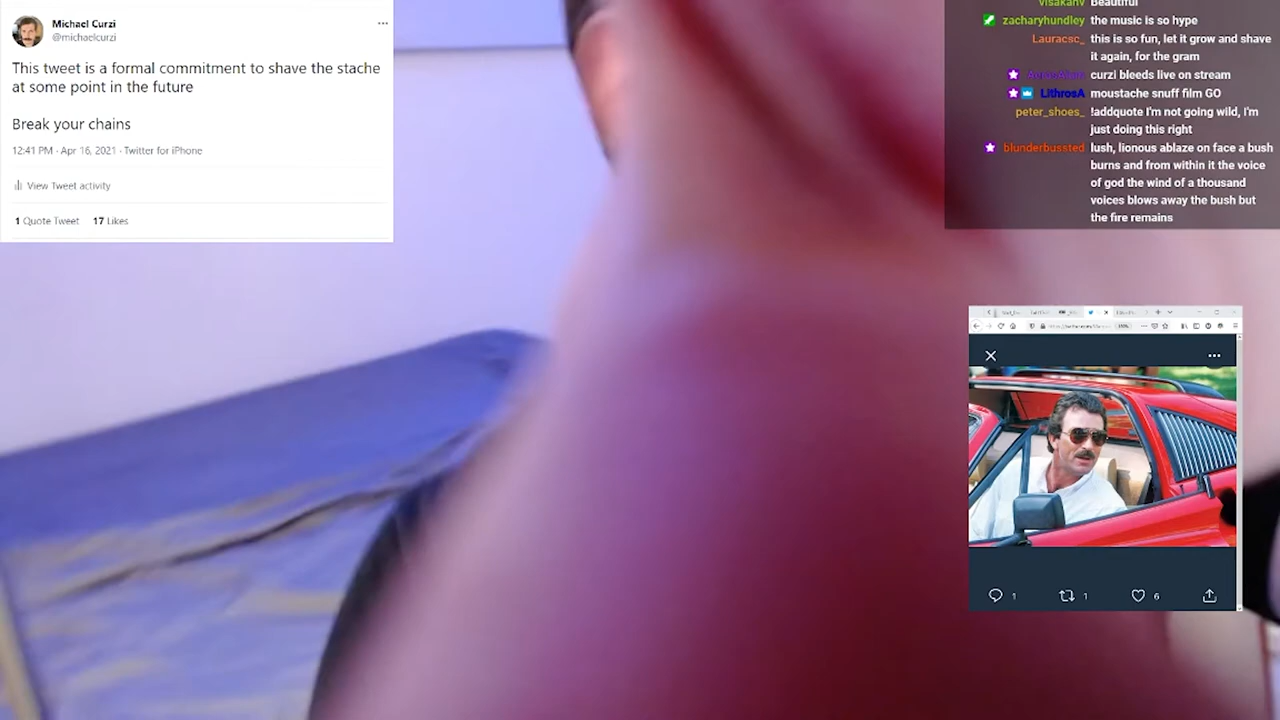 Michael Curzi
@michaelcurzi
This tweet is a formal commitment to shave the stache
at some point in the future
Break your chains
12:41 PM · Apr 16, 2021 · Twitter for iPhone
View Tweet activity
1 Quote Tweet 17 Likes
visakanv Beautiful
zacharyhundley the music is so hype
Lauracsc_ this is so fun, let it grow and shave
it again, for the gram
curzi bleeds live on stream
LithrosA moustache snuff film GO
peter_shoes_ !addquote I'm not going wild, I'm
just doing this right
blunderbussted lush, lionous ablaze on face a bush
burns and from within it the voice
of god the wind of a thousand
voices blows away the bush but
the fire remains
1 1 6